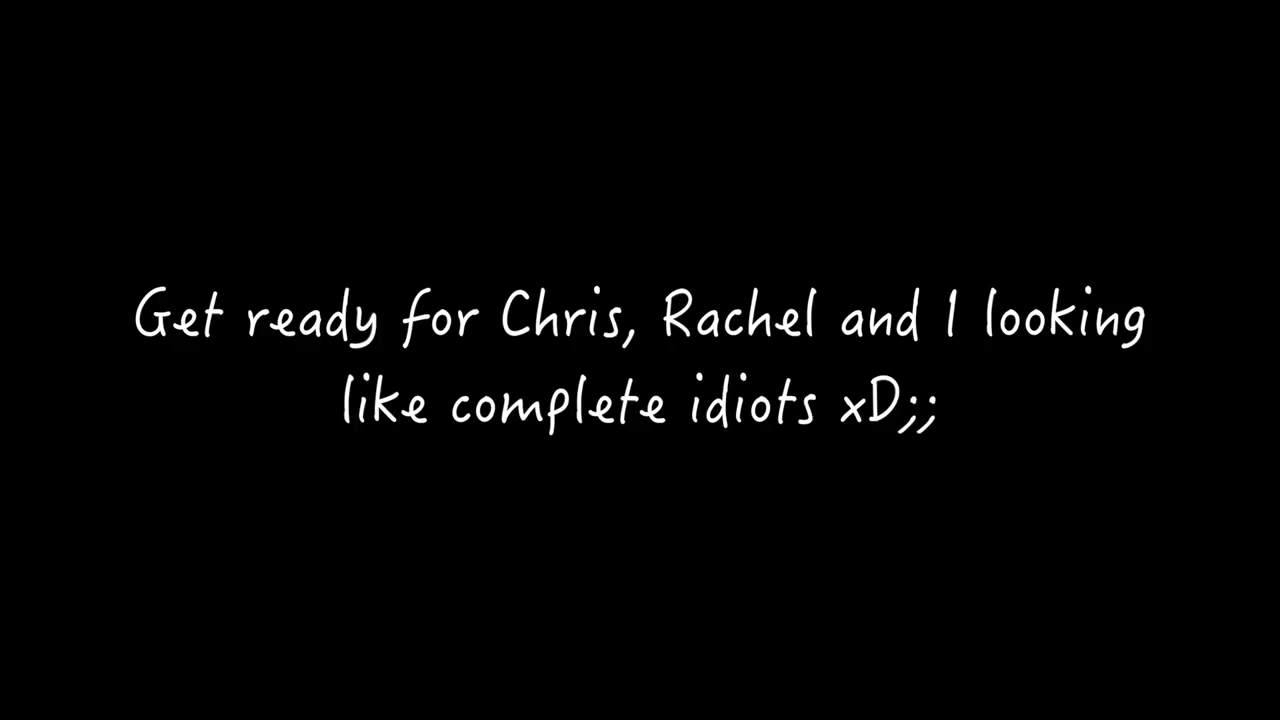 Get ready for Chris, Rachel and I looking
like complete idiots xD;;